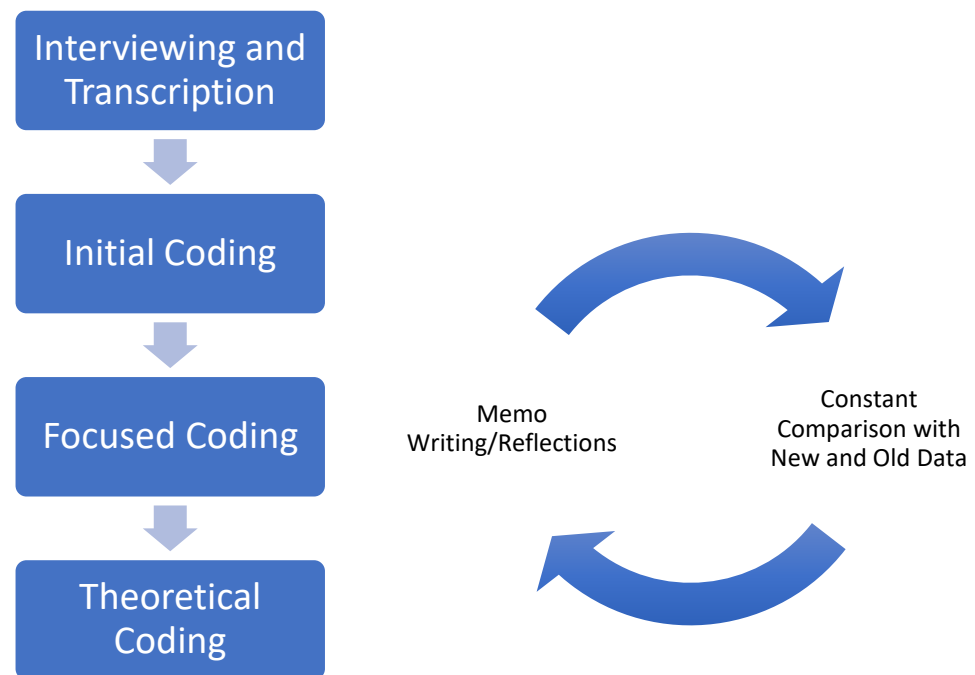 Interviewing and
Transcription
Initial Coding
Focused Coding
Theoretical
Coding
Memo
Writing/Reflections
Constant
Comparison with
New and Old Data